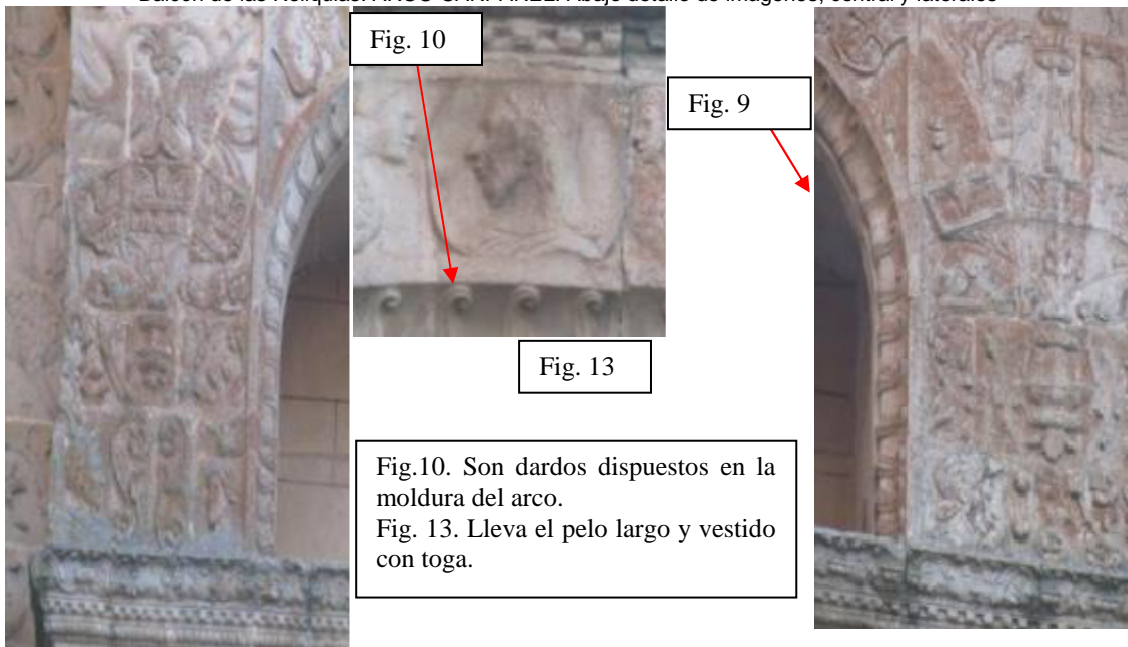 Balcón de las Reliquias. ARCO CARPANEL. Abajo detalle de imágenes, central y laterales
Fig. 10
Fig. 9
Fig. 13
Fig.10. Son dardos dispuestos en la
moldura del arco.
Fig. 13. Lleva el pelo largo y vestido
con toga.